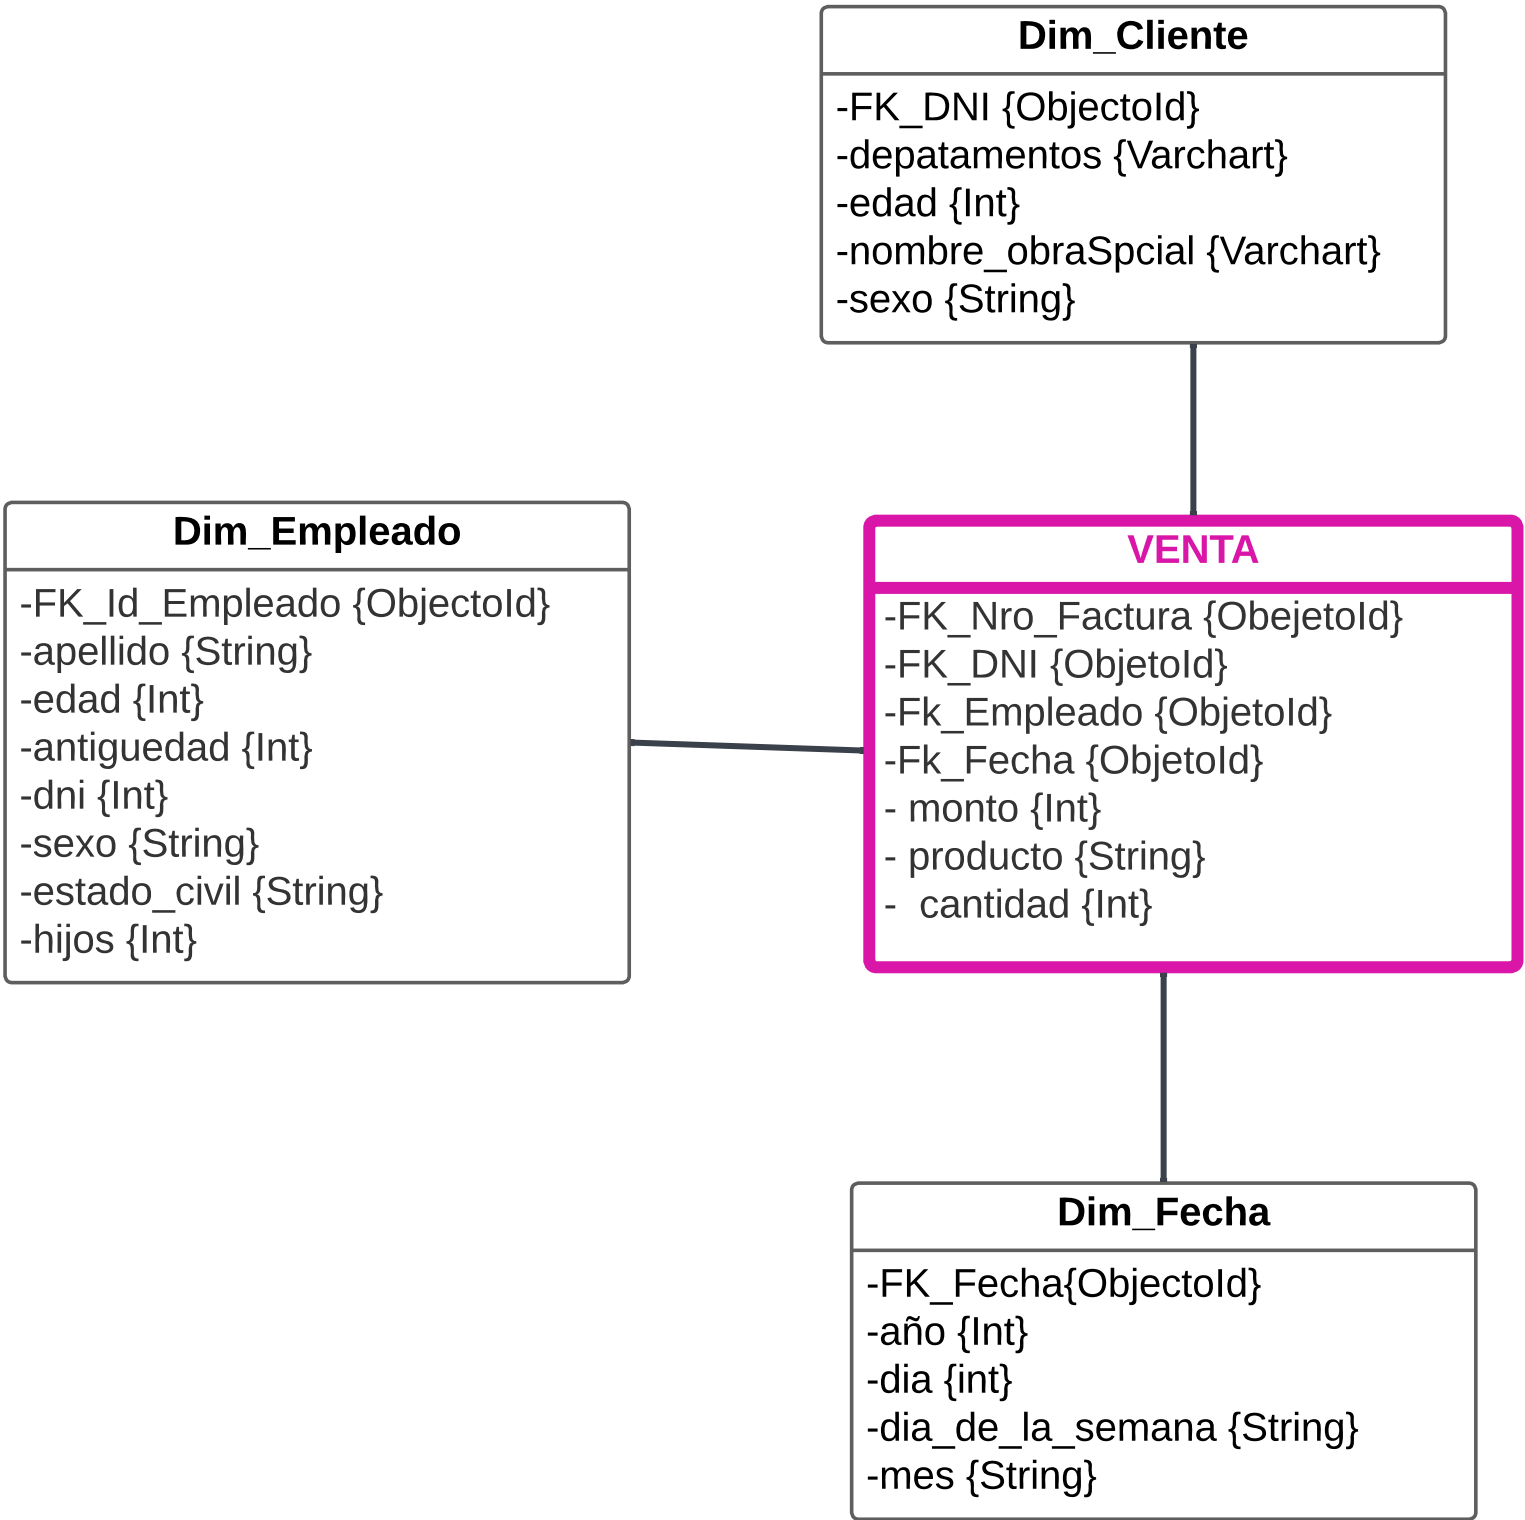 Dim_Cliente
-FK_DNI {ObjectoId}
-depatamentos {Varchart}
-edad {Int}
-nombre_obraSpcial {Varchart}
-sexo {String}
Dim_Empleado
-FK_Id_Empleado {ObjectoId}
-apellido {String}
-edad {Int}
-antiguedad {Int}
-dni {Int}
-sexo {String}
-estado_civil {String}
-hijos {Int}
VENTA
-FK_Nro_Factura {ObejetoId}
-FK_DNI {ObjetoId}
-Fk_Empleado {ObjetoId}
-Fk_Fecha {ObjetoId}
- monto {Int}
- producto {String}
-  cantidad {Int}
Dim_Fecha
-FK_Fecha{ObjectoId}
-año {Int}
-dia {int}
-dia_de_la_semana {String}
-mes {String}